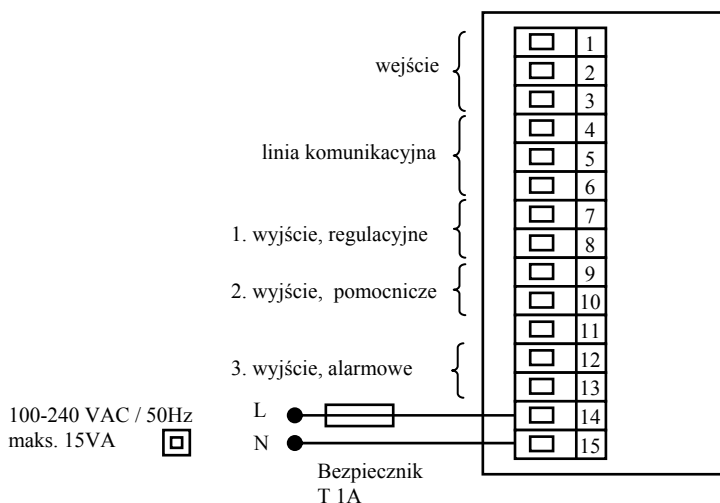 wejście
linia komunikacyjna
1. wyjście, regulacyjne
2. wyjście, pomocnicze
3. wyjście, alarmowe
1
2
3
4
5
6
7
8
9
10
11
12
13
14
15
100-240 VAC / 50Hz
maks. 15VA
L
N
Bezpiecznik
T 1A